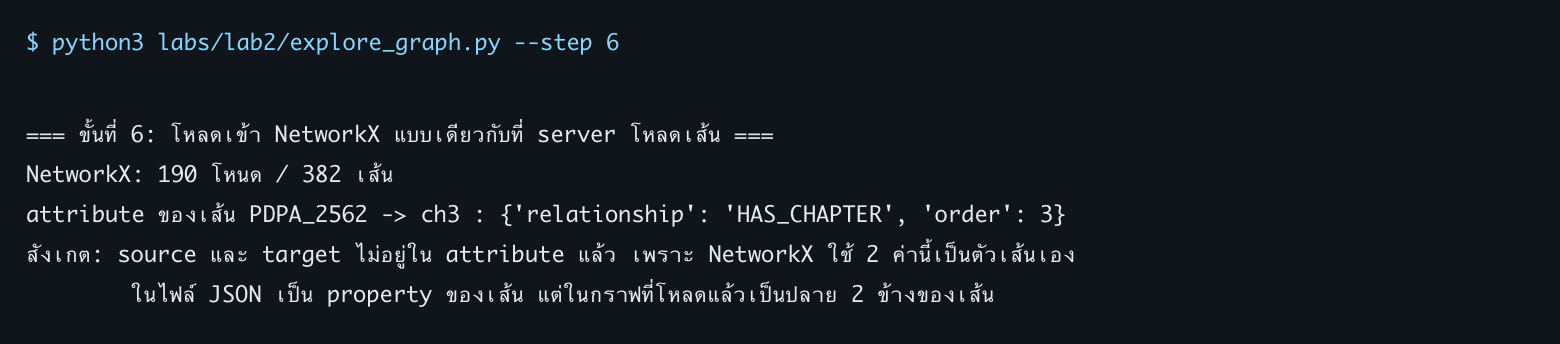 $ python3 labs/lab2/explore_graph.py --step 6
=== ขั้นที่ 6: โหลดเข้า NetworkX แบบเดียวกับที่ server โหลดเส้น ===
NetworkX: 190 โหนด / 382 เส้น
attribute ของเส้น PDPA_2562 -> ch3 : {'relationship': 'HAS_CHAPTER', 'order': 3}
สังเกต: source และ target ไม่อยู่ใน attribute แล้ว เพราะ NetworkX ใช้ 2 ค่านี้เป็นตัวเส้นเอง
ในไฟล์ JSON เป็น property ของเส้น แต่ในกราฟที่โหลดแล้วเป็นปลาย 2 ข้างของเส้น